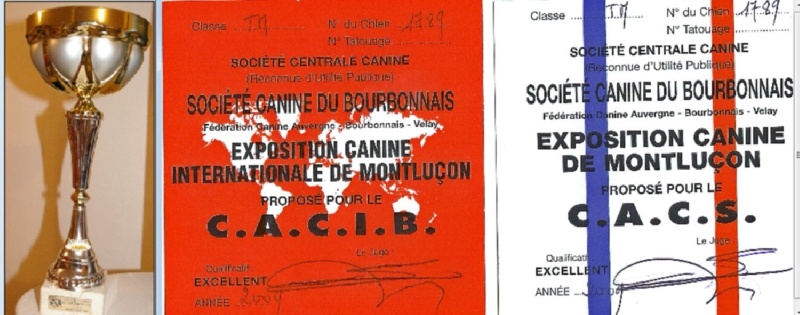 Classe T.M N° du Chien 1789
N° Tatouage
SOCIÉTÉ CENTRALE CANINE
(Reconnue d'Utilité Publique)
SOCIÉTÉ CANINE DU BOURBONNAIS
Fédération Canine Auvergne - Bourbonnais - Velay
EXPOSITION CANINE
INTERNATIONALE DE MONTLUÇON
PROPOSÉ POUR LE
C.A.C.I.B.
Le Juge :
Qualificatif
EXCELLENT
ANNÉE 2009
Classe T.M N° du Chien 1789
N° Tatouage
SOCIÉTÉ CENTRALE CANINE
(Reconnue d'Utilité Publique)
SOCIÉTÉ CANINE DU BOURBONNAIS
Fédération Canine Auvergne - Bourbonnais - Velay
EXPOSITION CANINE
DE MONTLUÇON
PROPOSÉ POUR LE
C.A.C.S.
Le Juge :
Qualificatif
EXCELLENT
ANNÉE